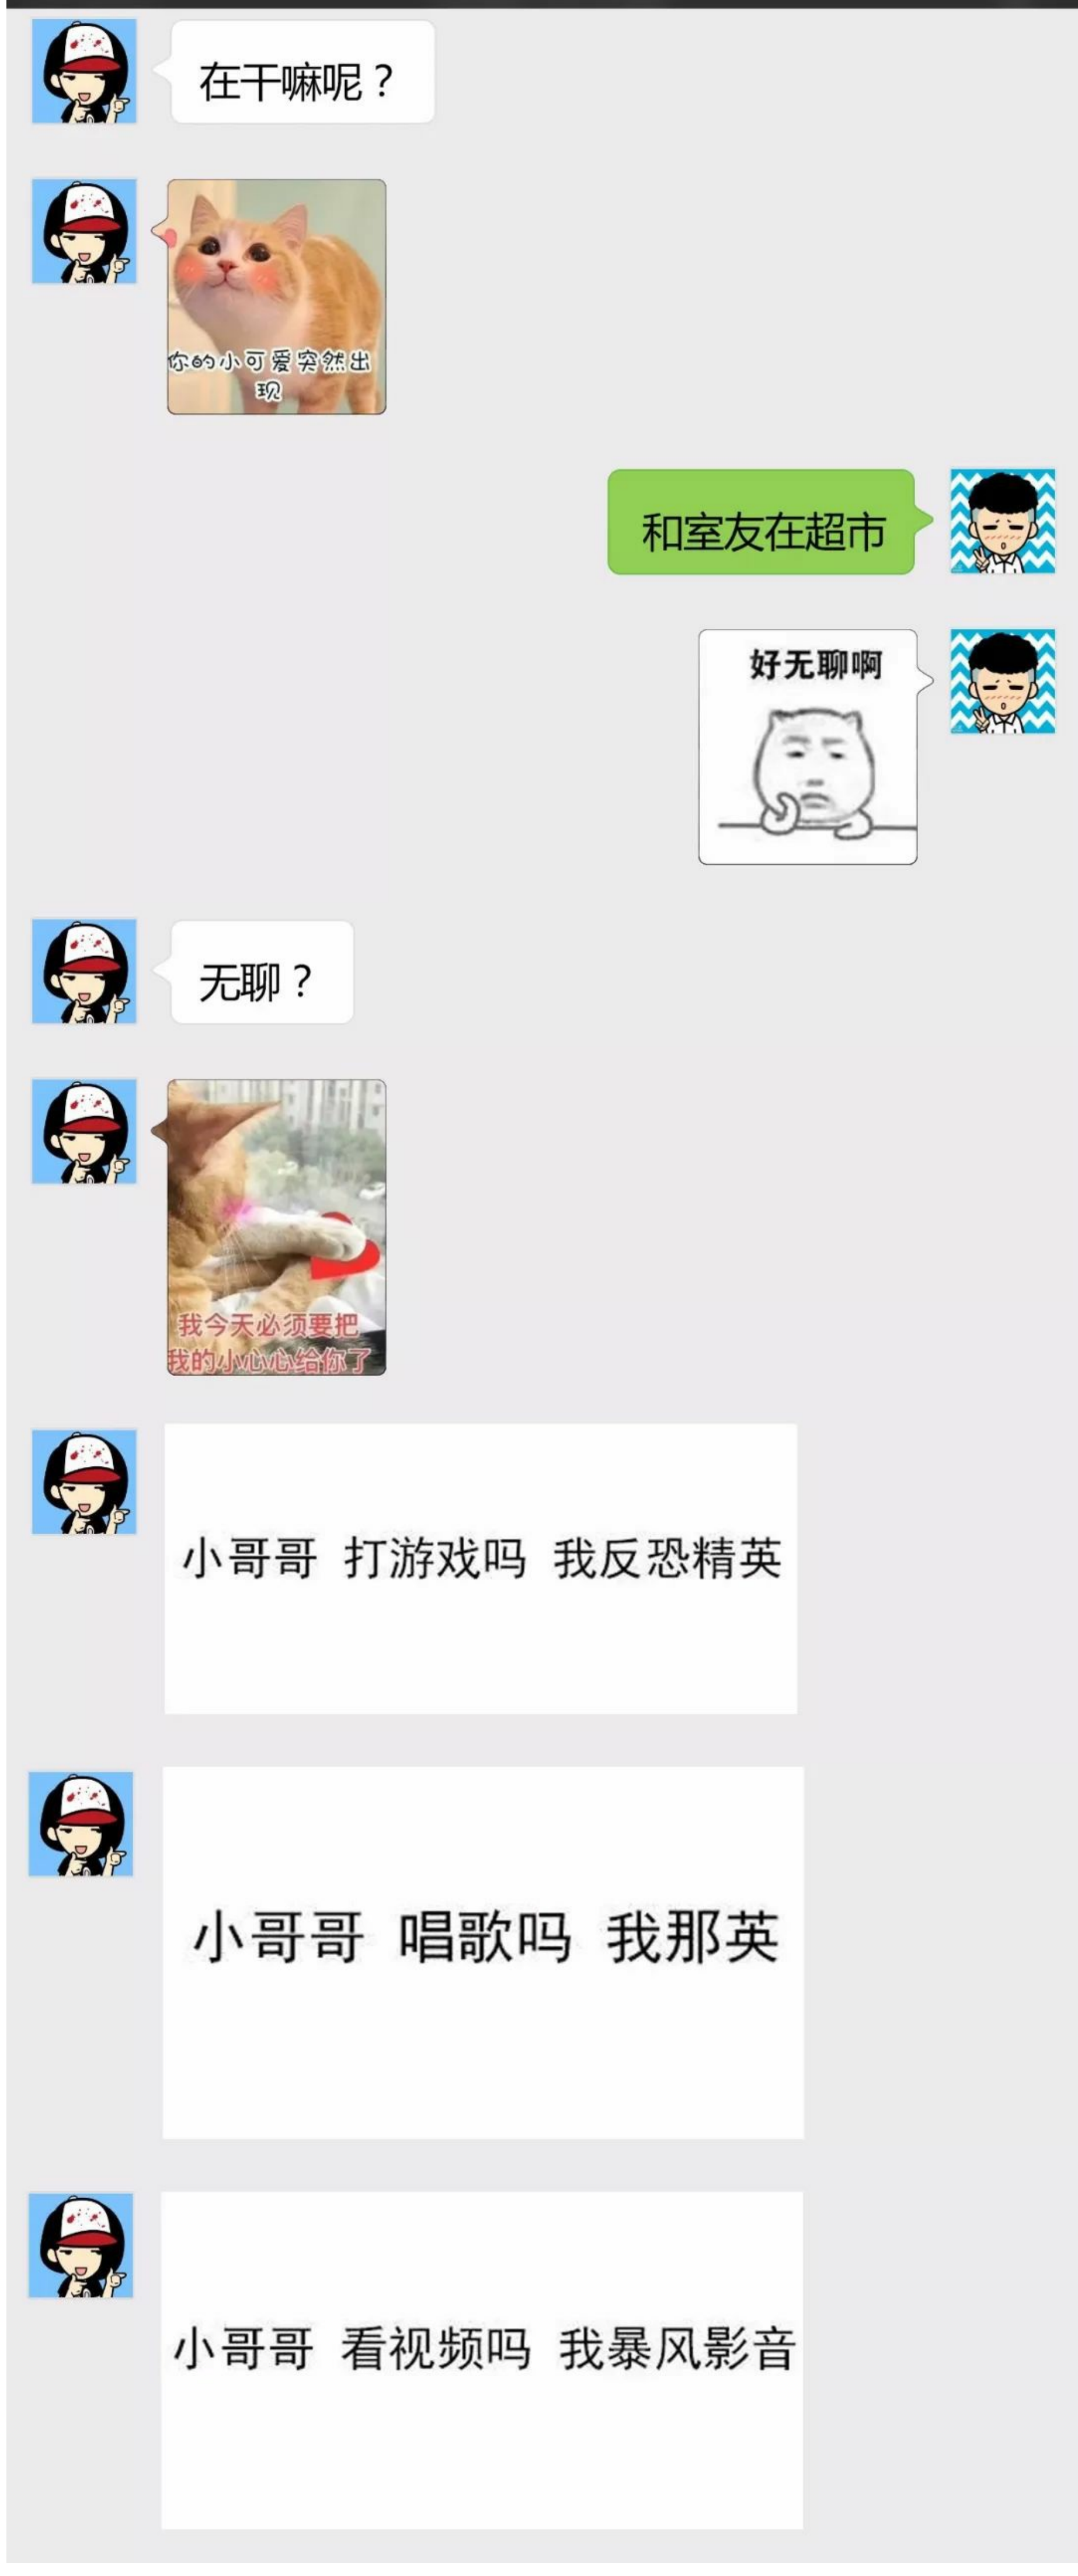 在干嘛呢？
你的小可爱突然出
现
和室友在超市
好无聊啊
无聊？
我今天必须要把
我的小心心给你了
小哥哥 打游戏吗 我反恐精英
小哥哥 唱歌吗 我那英
小哥哥 看视频吗 我暴风影音